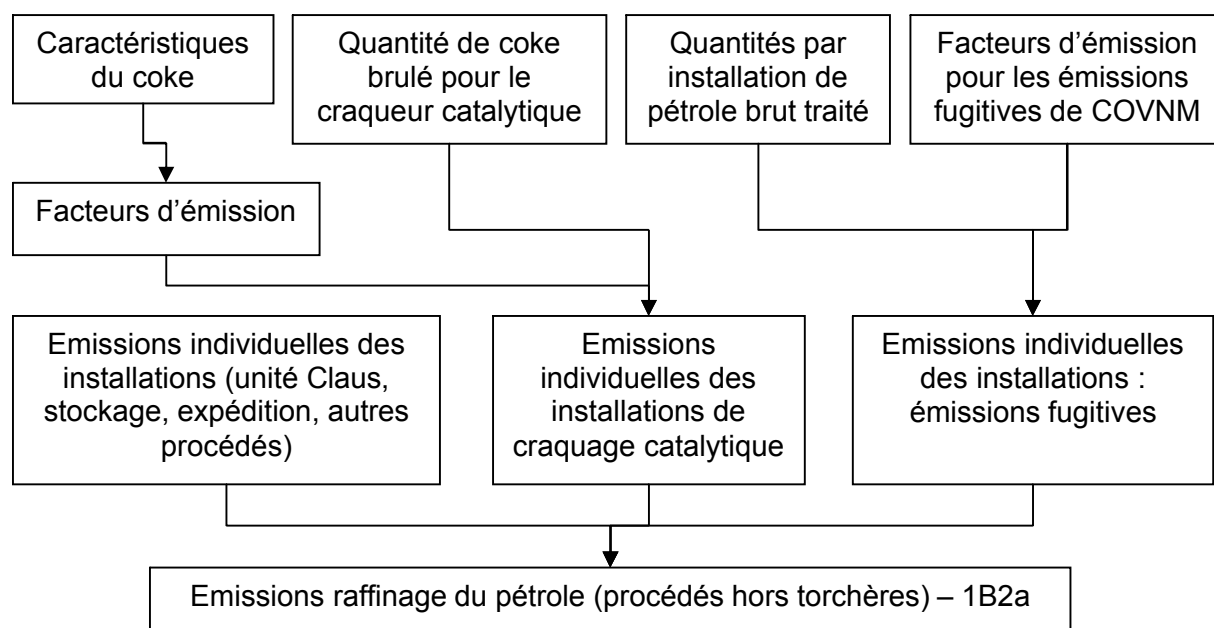 Caractéristiques
du coke
Quantité de coke
brulé pour le
craqueur catalytique
Quantités par
installation de
pétrole brut traité
Facteurs d’émission
pour les émissions
fugitives de COVNM
Facteurs d’émission
Emissions individuelles des
installations (unité Claus,
stockage, expédition, autres
procédés)
Emissions
individuelles des
installations de
craquage catalytique
Emissions individuelles
des installations :
émissions fugitives
Emissions raffinage du pétrole (procédés hors torchères) – 1B2a